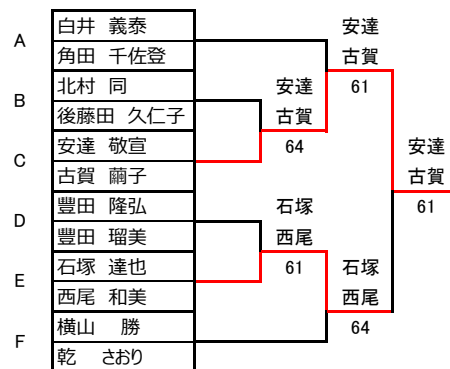 A
白井 義泰
角田 千佐登
B
北村 同
後藤田 久仁子
C
安達 敬宣
古賀 繭子
D
豊田 隆弘
豊田 瑠美
E
石塚 達也
西尾 和美
F
横山 勝
乾 さおり
安達
古賀
64
石塚
西尾
61
安達
古賀
61
石塚
西尾
64
安達
古賀
61